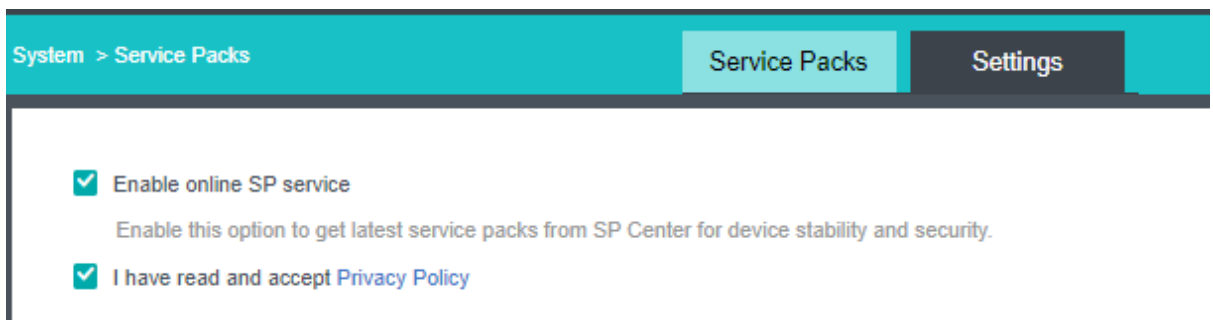 System > Service Packs
Service Packs
Settings
Enable online SP service
Enable this option to get latest service packs from SP Center for device stability and security.
I have read and accept Privacy Policy